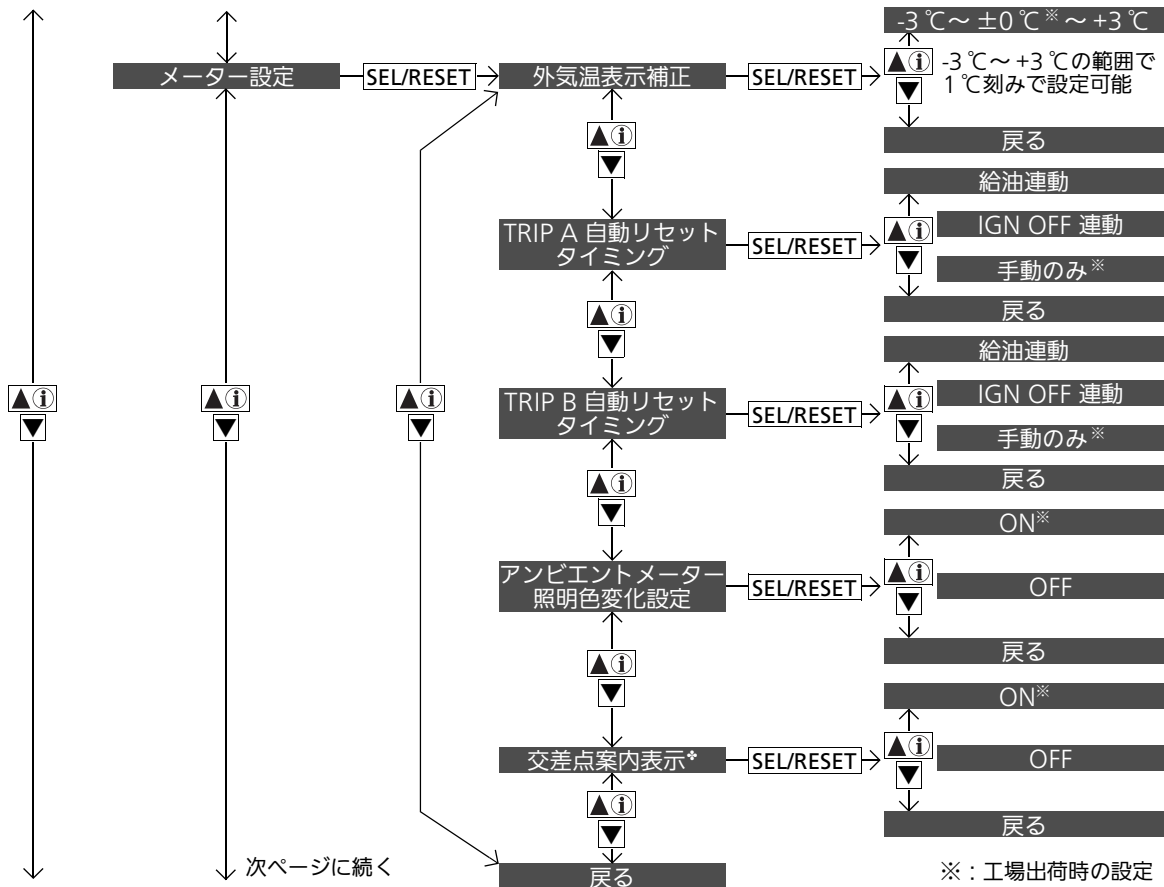 -3 ℃～ ±0 ℃※～ +3 ℃
メーター設定
SEL/RESET
外気温表示補正
SEL/RESET
▲ⓘ
▼
-3 ℃～ +3 ℃の範囲で
1 ℃刻みで設定可能
戻る
▲ⓘ
▼
給油連動
TRIP A 自動リセット
タイミング
SEL/RESET
▲ⓘ
▼
IGN OFF 連動
手動のみ※
戻る
▲ⓘ
▼
給油連動
▲ⓘ
▼
▲ⓘ
▼
▲ⓘ
▼
TRIP B 自動リセット
タイミング
SEL/RESET
▲ⓘ
▼
IGN OFF 連動
手動のみ※
戻る
▲ⓘ
▼
ON※
アンビエントメーター
照明色変化設定
SEL/RESET
▲ⓘ
▼
OFF
戻る
▲ⓘ
▼
ON※
交差点案内表示✤
SEL/RESET
▲ⓘ
▼
OFF
戻る
▲ⓘ
▼
次ページに続く
戻る
※：工場出荷時の設定